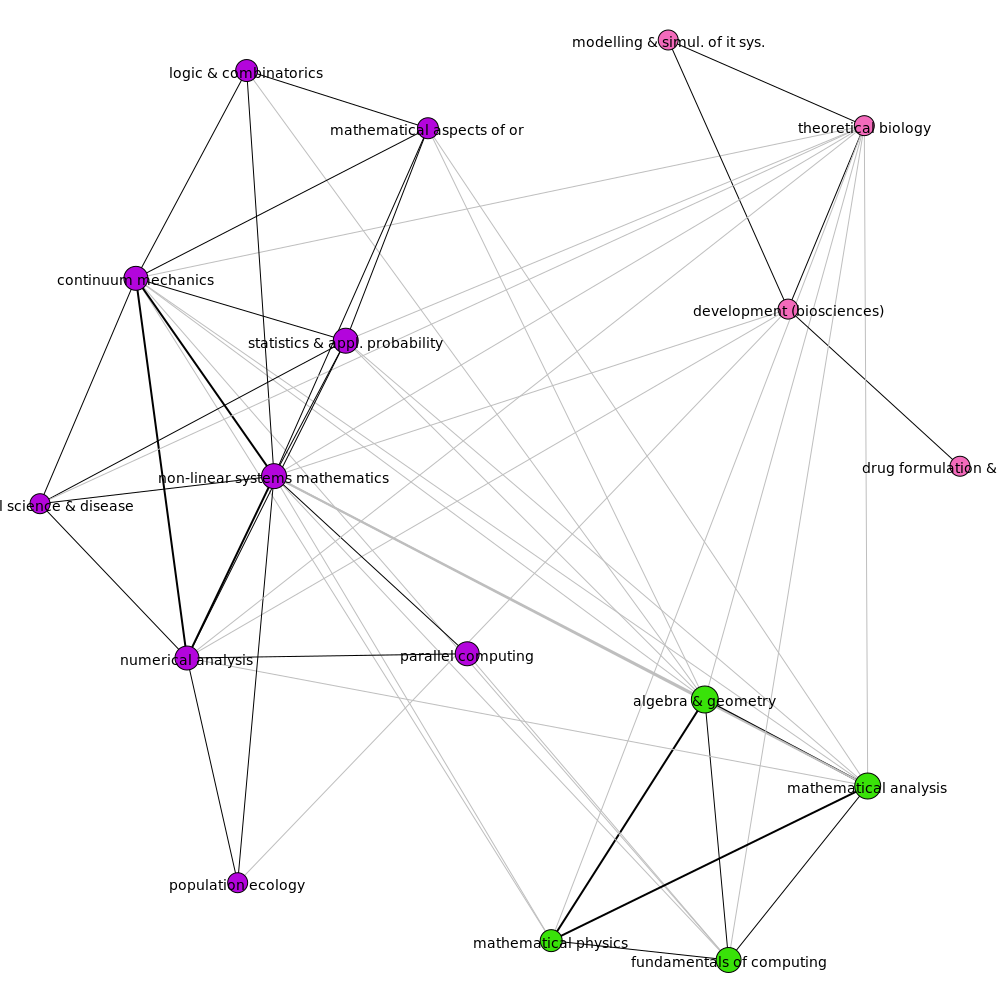 modelling & simul. of it sys.
logic & combinatorics
mathematical aspects of or
theoretical biology
continuum mechanics
development (biosciences)
statistics & appl. probability
drug formulation &
non-linear systems mathematics
l science & disease
numerical analysis
parallel computing
algebra & geometry
mathematical analysis
population ecology
mathematical physics
fundamentals of computing